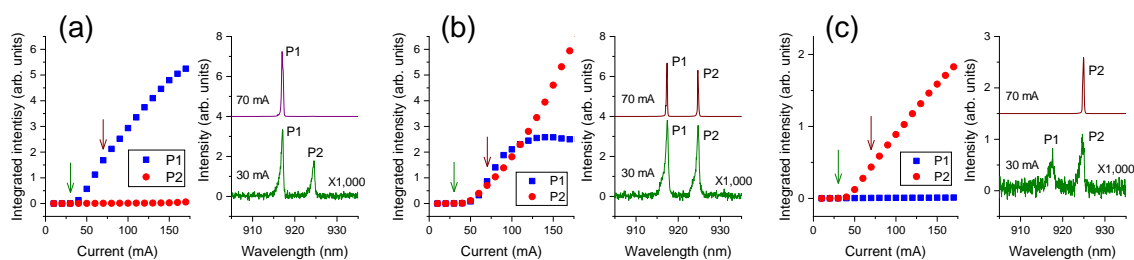 (a)
Integrated intentisy (arb. units)
6
5
4
3
2
1
0
P1
P2
0 50 100 150
Current (mA)
Intensity (arb. units)
8
6
4
2
0
P1
70 mA
P1
P2
30 mA
X1,000
910 920 930
Wavelength (nm)
(b)
Integrated intensity (arb. units)
6
5
4
3
2
1
0
P1
P2
0 50 100 150
Current (mA)
Intensity (arb. units)
8
6
4
2
0
P1
P2
70 mA
P1
P2
30 mA
X1,000
910 920 930
Wavelength (nm)
(c)
Integrated intensity (arb. units)
2
1
0
P1
P2
0 50 100 150
Current (mA)
Intensity (arb. units)
3
2
1
0
P2
70 mA
P1
P2
30 mA
X1,000
910 920 930
Wavelength (nm)